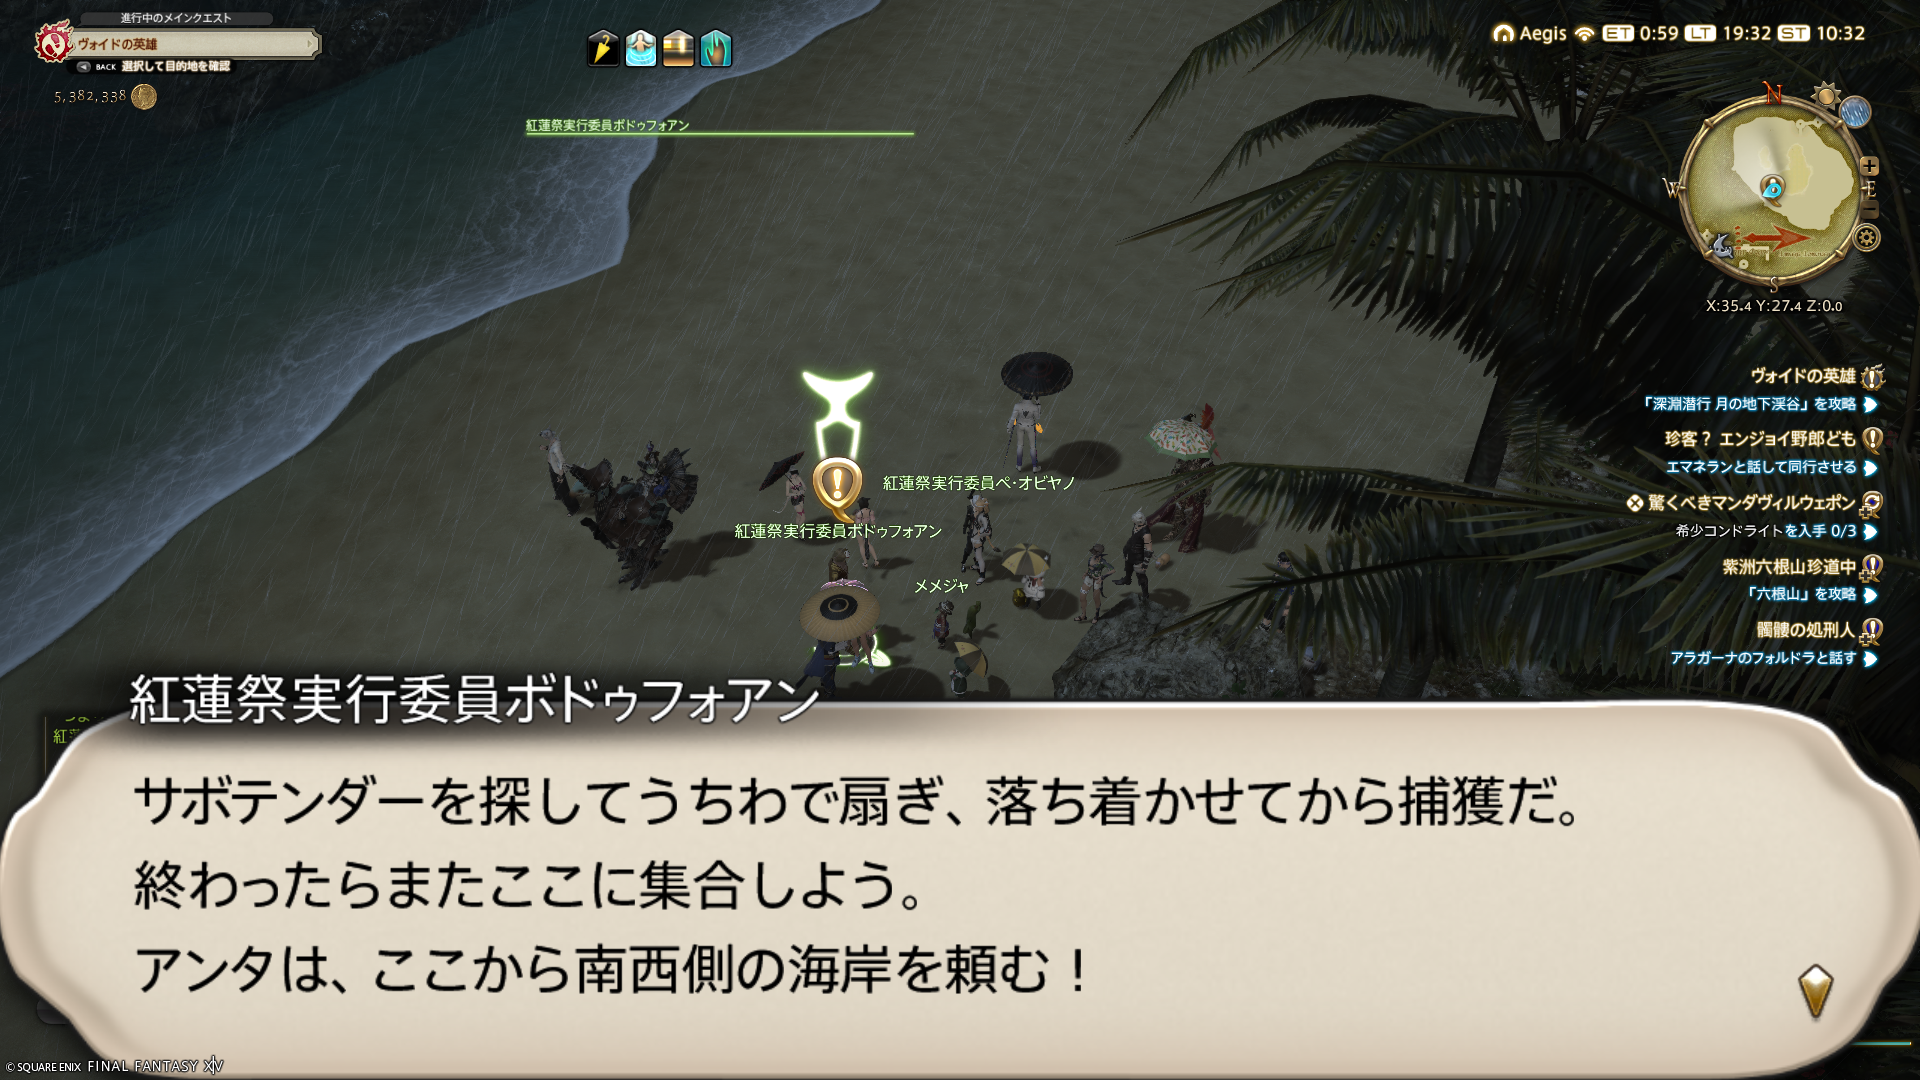 進行中のメインクエスト
ヴォイドの英雄
BACK 選択して目的地を確認
5,382,338
紅蓮祭実行委員ボドゥフォアン
Aegis ET 0:59 LT 19:32 ST 10:32
N
W
E
S
X:35.4 Y:27.4 Z:0.0
ヴォイドの英雄
「深淵潜行 月の地下渓谷」を攻略
珍客？ エンジョイ野郎ども
エマネランと話して同行させる
驚くべきマンダヴィルウェポン
希少コンドライトを入手 0/3
紫洲六根山珍道中
「六根山」を攻略
髑髏の処刑人
アラガーナのフォルドラと話す
紅蓮祭実行委員ペ・オビヤノ
紅蓮祭実行委員ボドゥフォアン
メメジャ
紅蓮祭実行委員ボドゥフォアン
サボテンダーを探してうちわで扇ぎ、落ち着かせてから捕獲だ。
終わったらまたここに集合しよう。
アンタは、ここから南西側の海岸を頼む！
© SQUARE ENIX FINAL FANTASY XIV